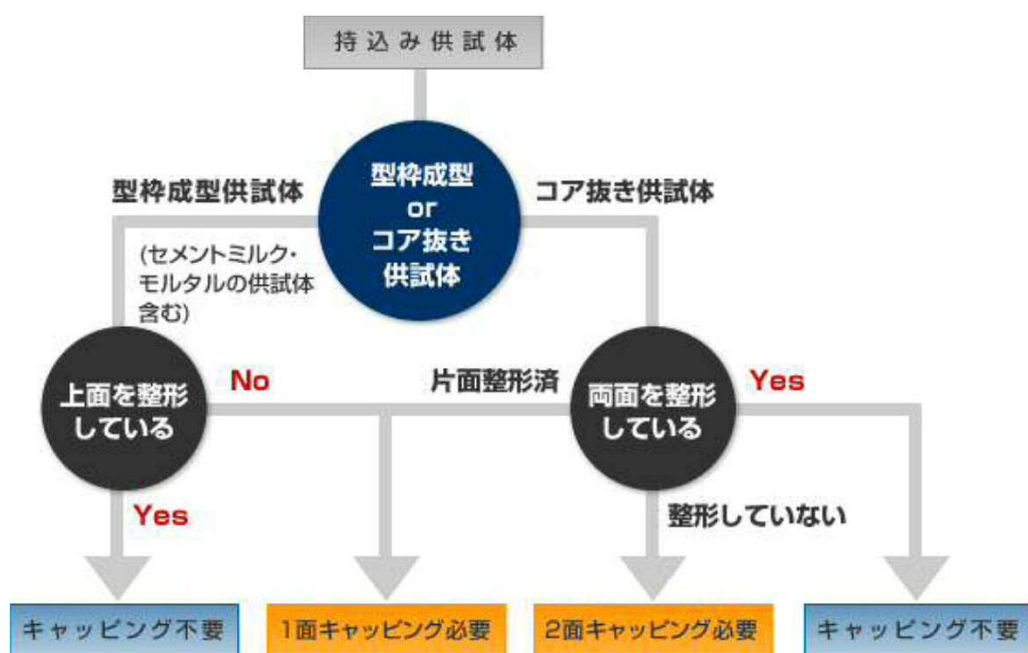 持込み供試体
型枠成型
or
コア抜き
供試体
型枠成型供試体
コア抜き供試体
(セメントミルク・
モルタルの供試体
含む)
上面を整形
している
No
片面整形済
両面を整形
している
Yes
Yes
整形していない
キャッピング不要
1面キャッピング必要
2面キャッピング必要
キャッピング不要